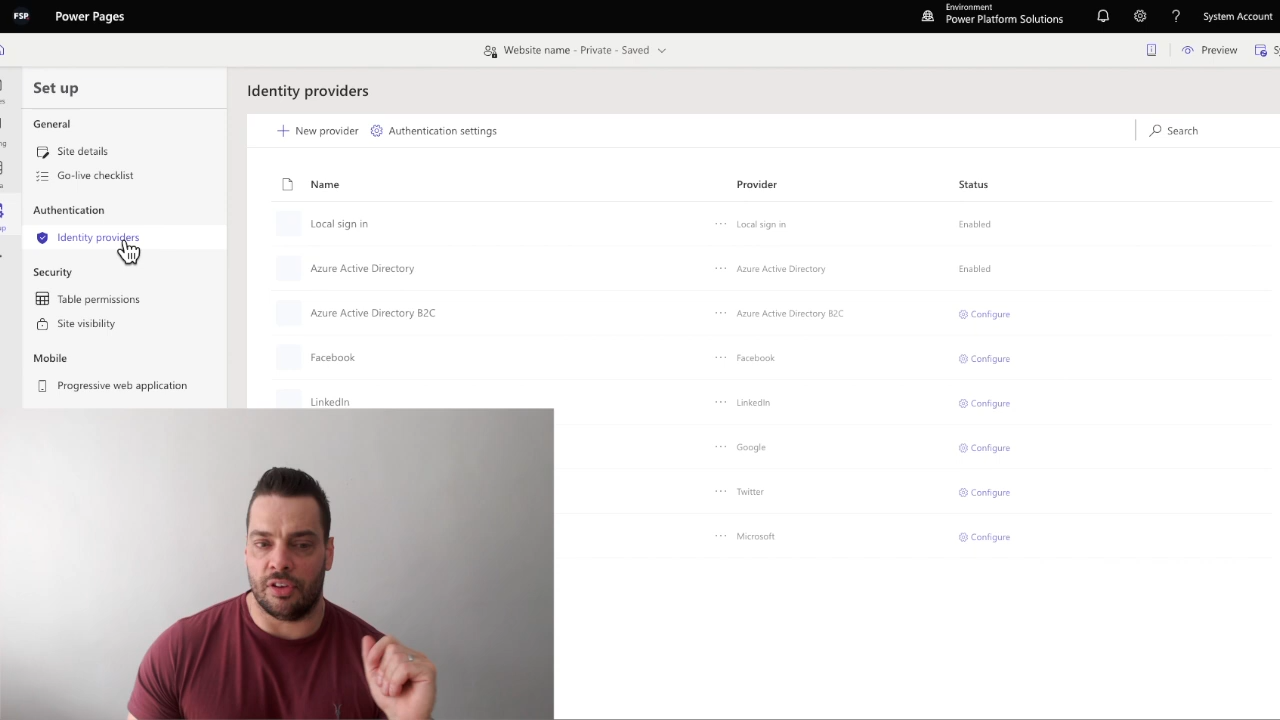 FSP Power Pages
Environment
Power Platform Solutions
?
System Account
Website name - Private - Saved
Preview
Set up
General
Site details
Go-live checklist
Authentication
Identity providers
Security
Table permissions
Site visibility
Mobile
Progressive web application
Identity providers
New provider
Authentication settings
Search
Name Provider Status
Local sign in ··· Local sign in Enabled
Azure Active Directory ··· Azure Active Directory Enabled
Azure Active Directory B2C ··· Azure Active Directory B2C Configure
Facebook ··· Facebook Configure
LinkedIn ··· LinkedIn Configure
··· Google Configure
··· Twitter Configure
··· Microsoft Configure